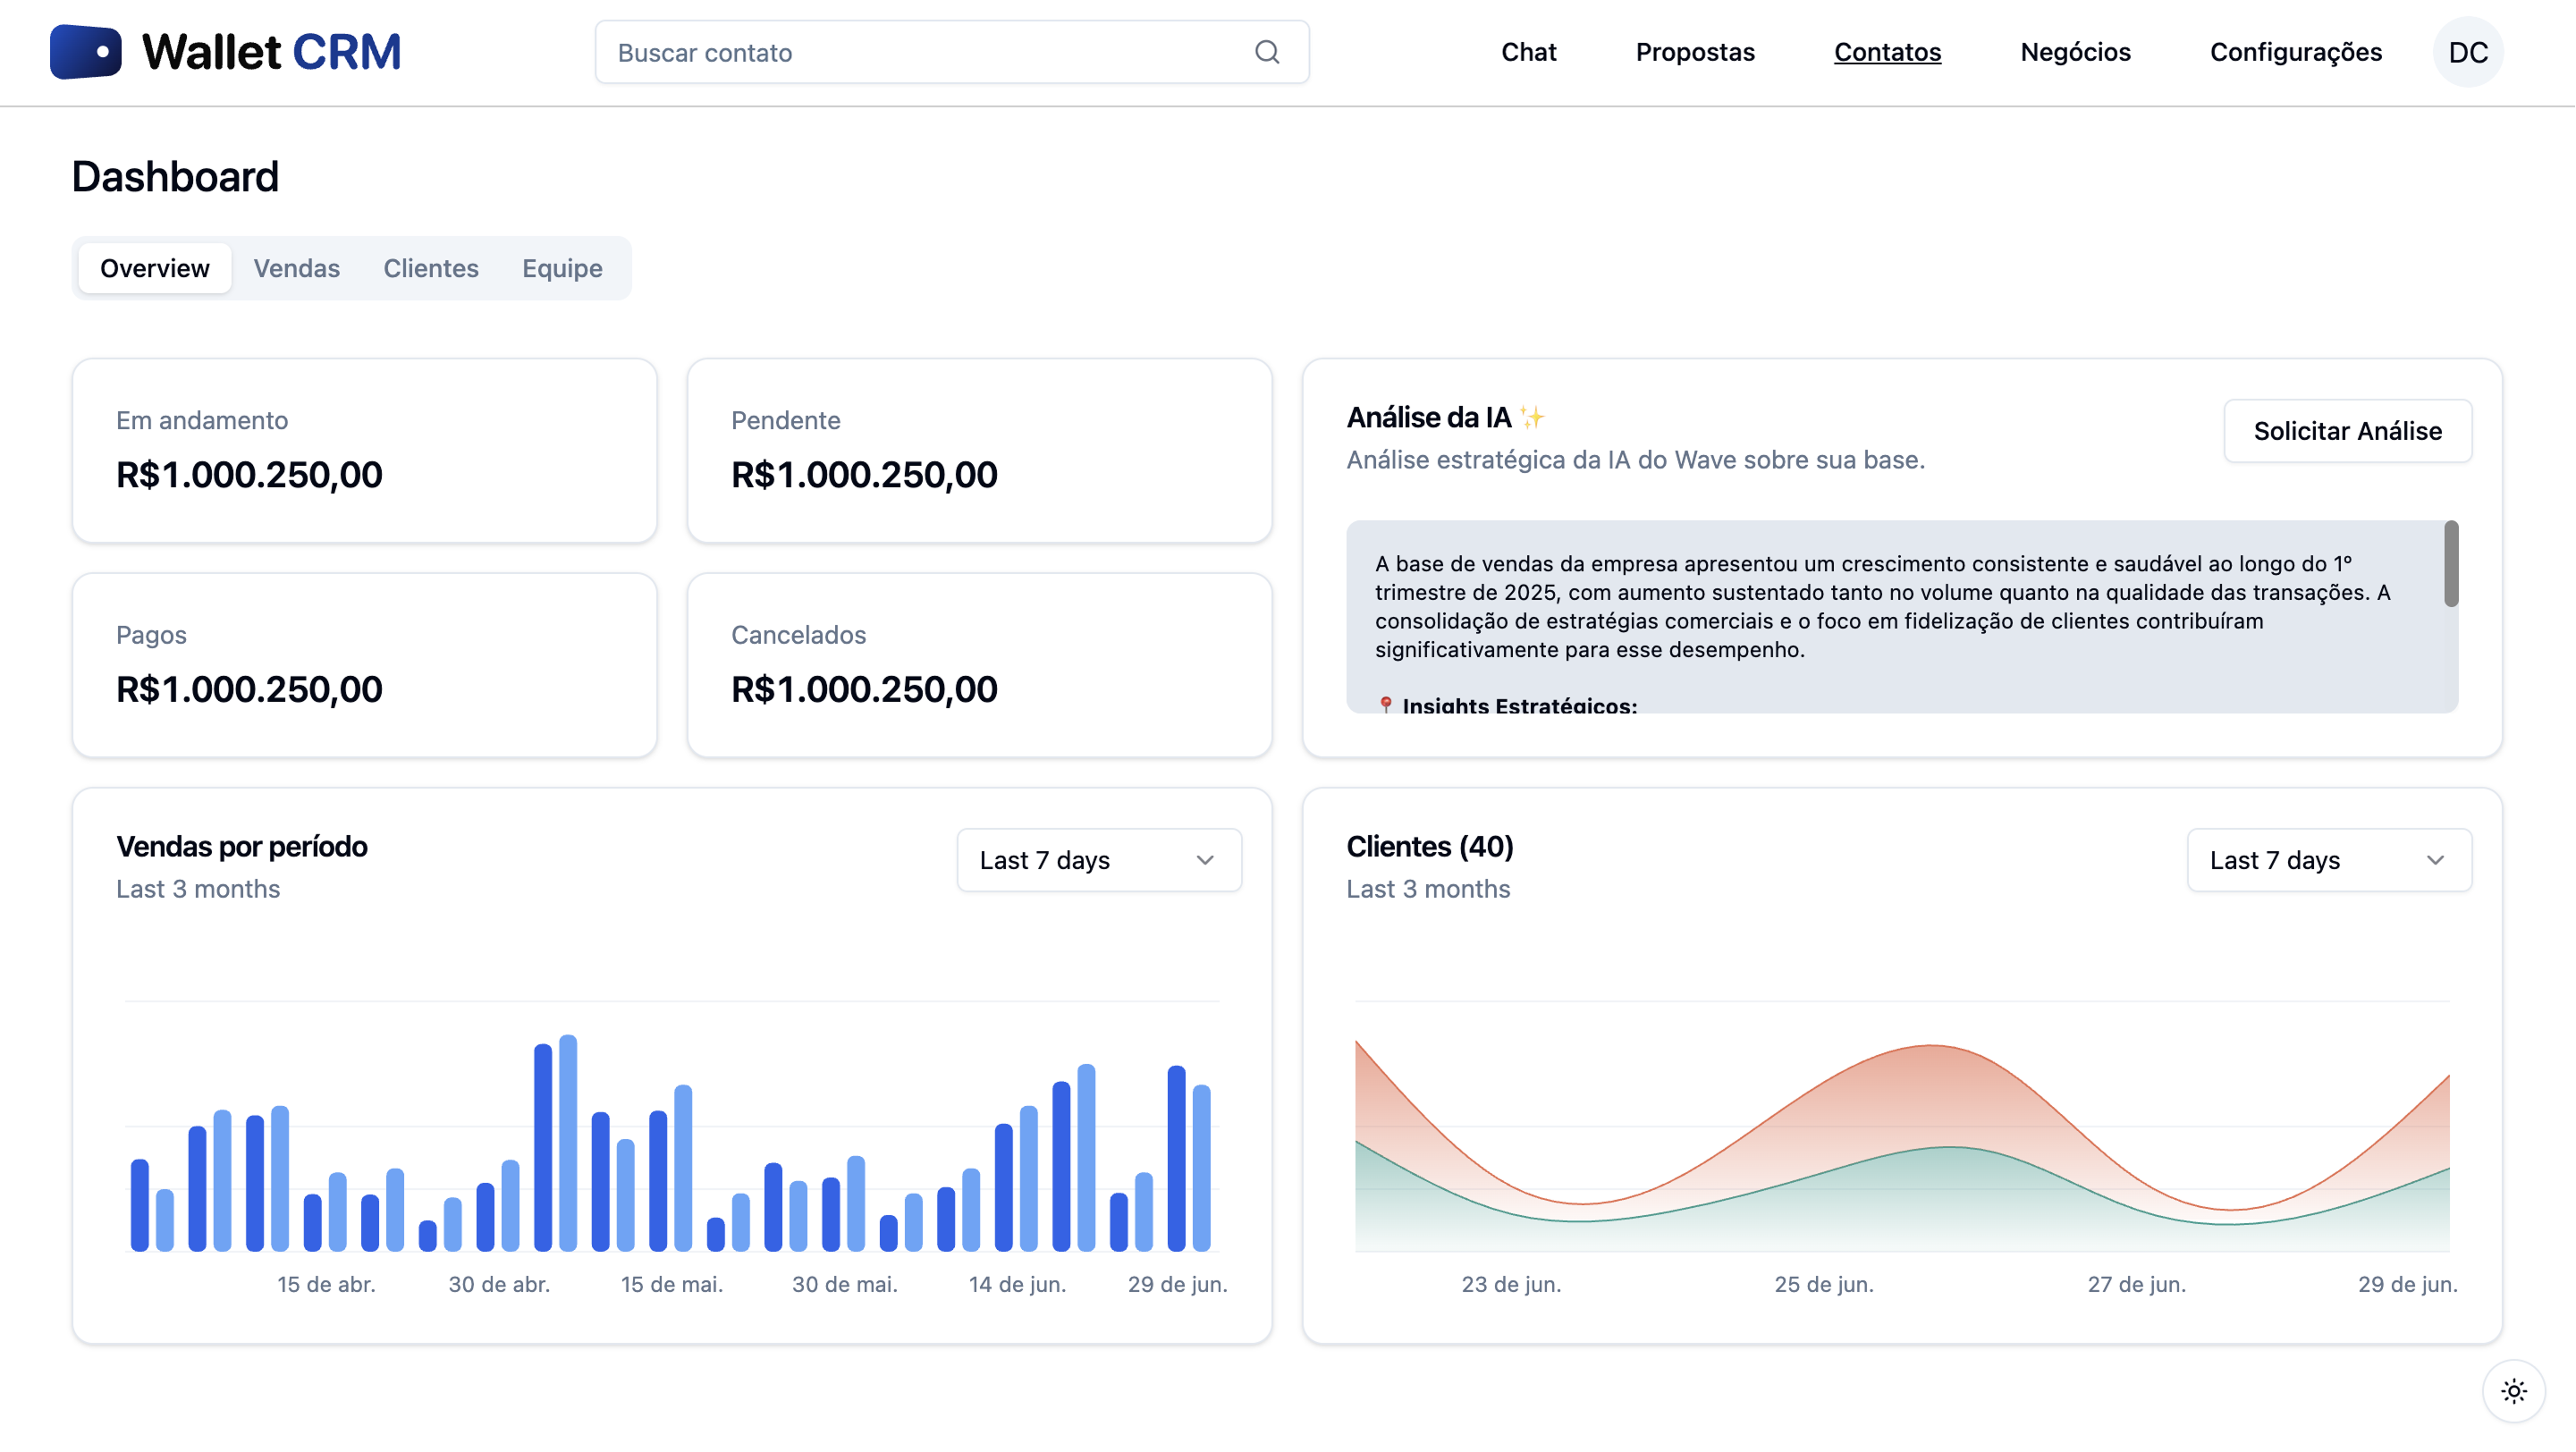 Wallet CRM
Buscar contato
Chat
Propostas
Contatos
Negócios
Configurações
DC
Dashboard
Overview
Vendas
Clientes
Equipe
Em andamento
R$1.000.250,00
Pendente
R$1.000.250,00
Pagos
R$1.000.250,00
Cancelados
R$1.000.250,00
Análise da IA ✨
Análise estratégica da IA do Wave sobre sua base.
Solicitar Análise
A base de vendas da empresa apresentou um crescimento consistente e saudável ao longo do 1º
trimestre de 2025, com aumento sustentado tanto no volume quanto na qualidade das transações. A
consolidação de estratégias comerciais e o foco em fidelização de clientes contribuíram
significativamente para esse desempenho.
📍 Insights Estratégicos:
Vendas por período
Last 3 months
Last 7 days
15 de abr.
30 de abr.
15 de mai.
30 de mai.
14 de jun.
29 de jun.
Clientes (40)
Last 3 months
Last 7 days
23 de jun.
25 de jun.
27 de jun.
29 de jun.